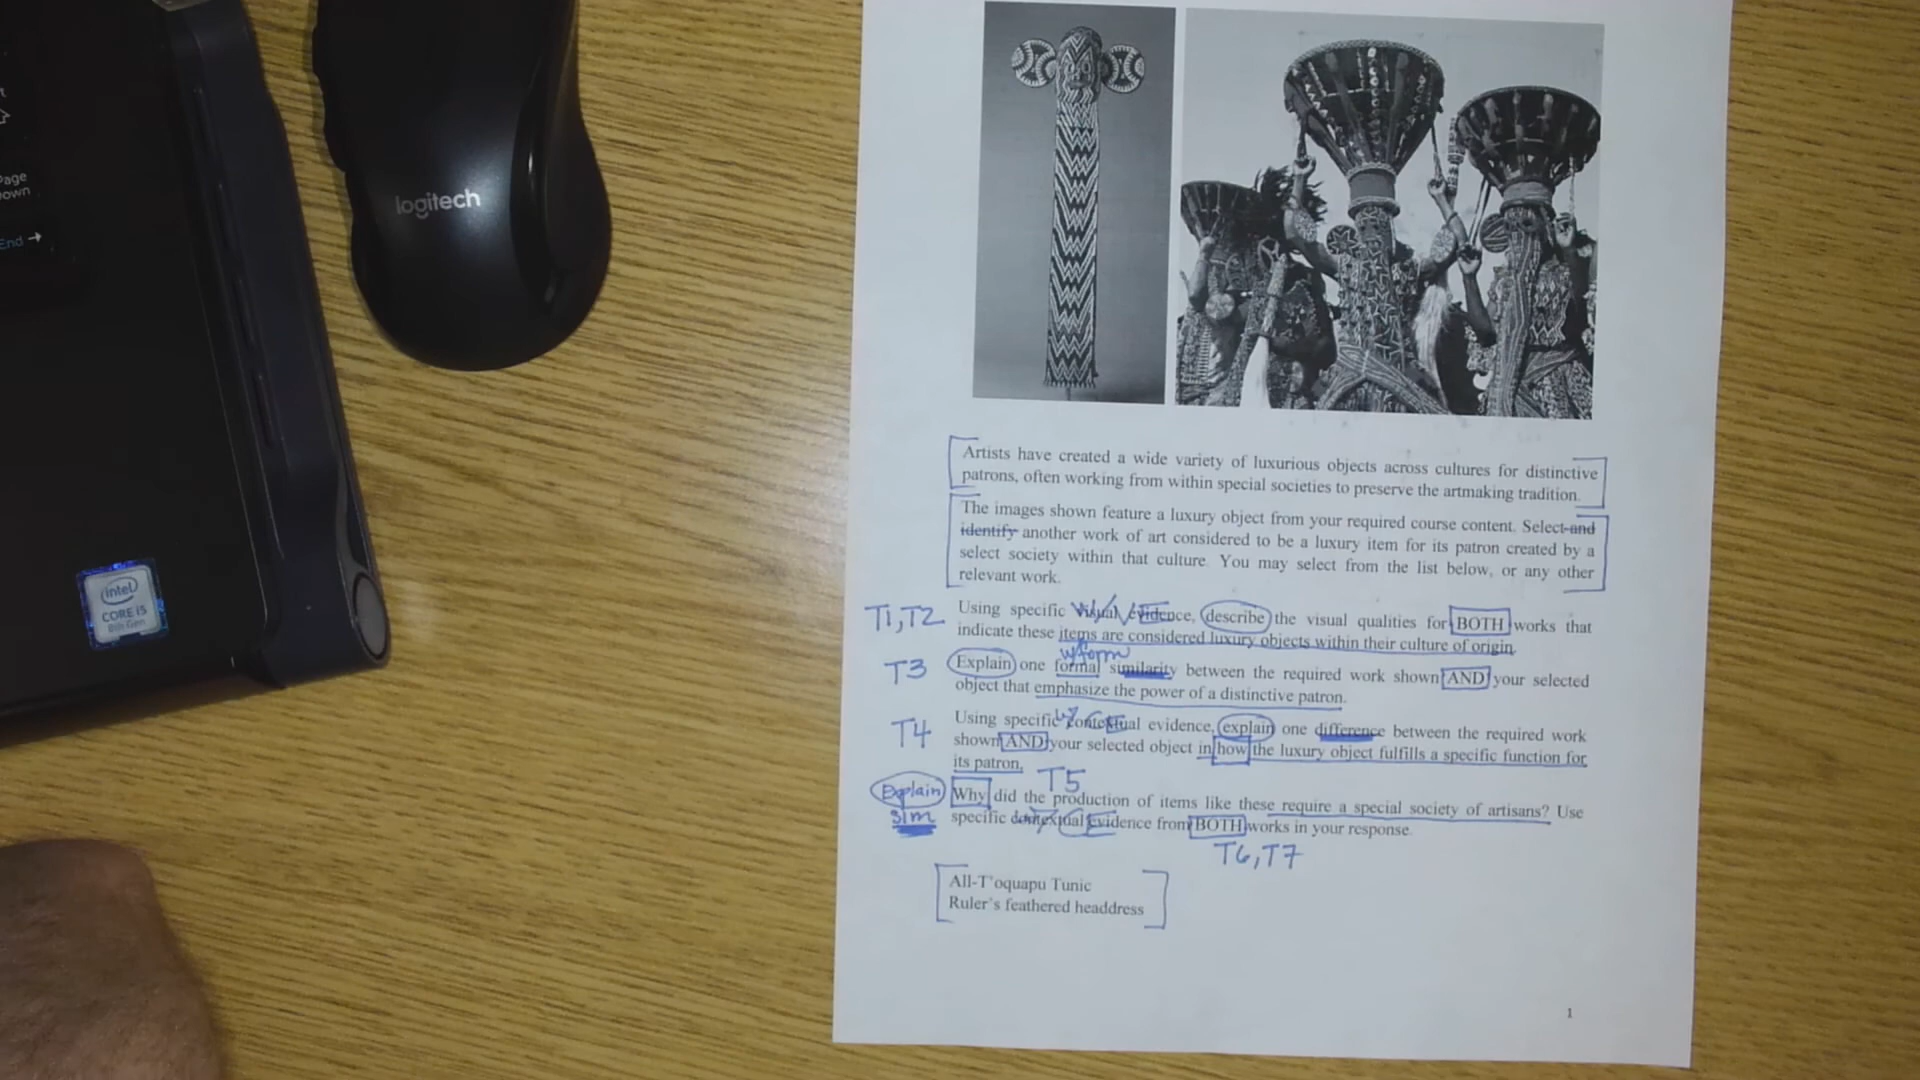 Page
Down
End →
logitech
intel
CORE i5
8th Gen
Artists have created a wide variety of luxurious objects across cultures for distinctive
patrons, often working from within special societies to preserve the artmaking tradition.
The images shown feature a luxury object from your required course content. Select and
identify another work of art considered to be a luxury item for its patron created by a
select society within that culture. You may select from the list below, or any other
relevant work.
T1, T2 Using specific visual evidence, describe the visual qualities for BOTH works that
indicate these items are considered luxury objects within their culture of origin.
w/form
T3 Explain one formal similarity between the required work shown AND your selected
object that emphasize the power of a distinctive patron.
T4 Using specific contextual evidence, explain one difference between the required work
shown AND your selected object in how the luxury object fulfills a specific function for
its patron. T5
Explain Why did the production of items like these require a special society of artisans? Use
sim specific contextual evidence from BOTH works in your response.
T6, T7
All-T'oquapu Tunic
Ruler's feathered headdress
1